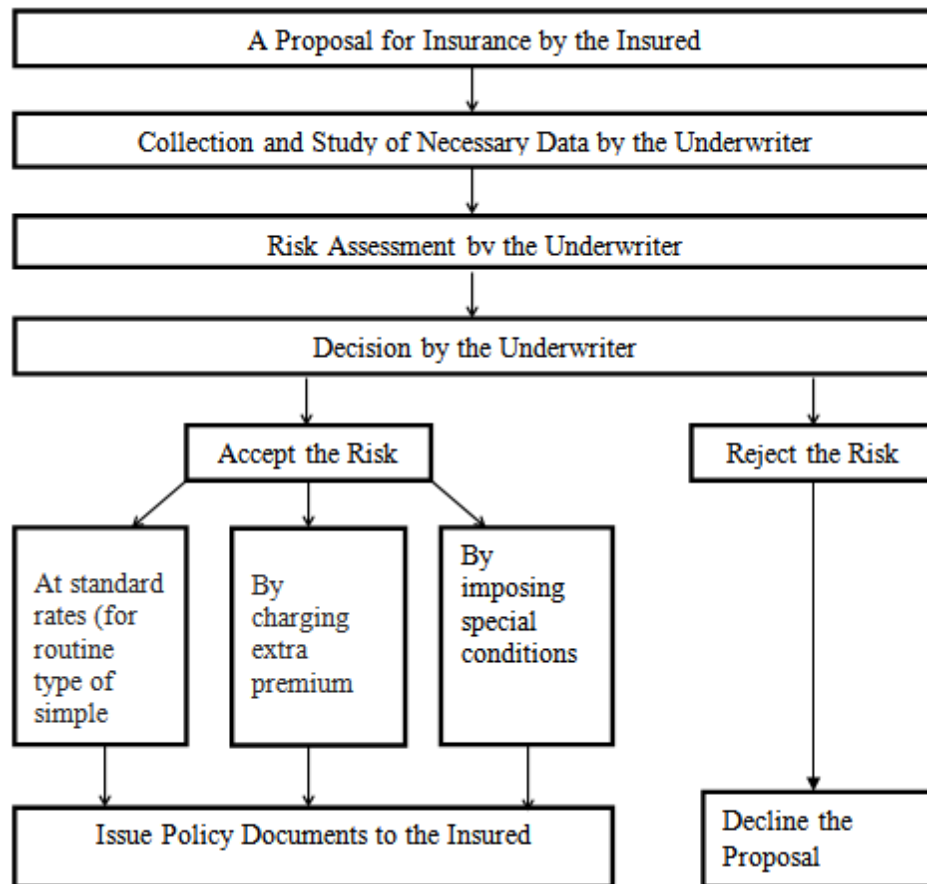 A Proposal for Insurance by the Insured
Collection and Study of Necessary Data by the Underwriter
Risk Assessment by the Underwriter
Decision by the Underwriter
Accept the Risk
Reject the Risk
At standard
rates (for
routine
type of
simple
By
charging
extra
premium
By
imposing
special
conditions
Issue Policy Documents to the Insured
Decline the
Proposal